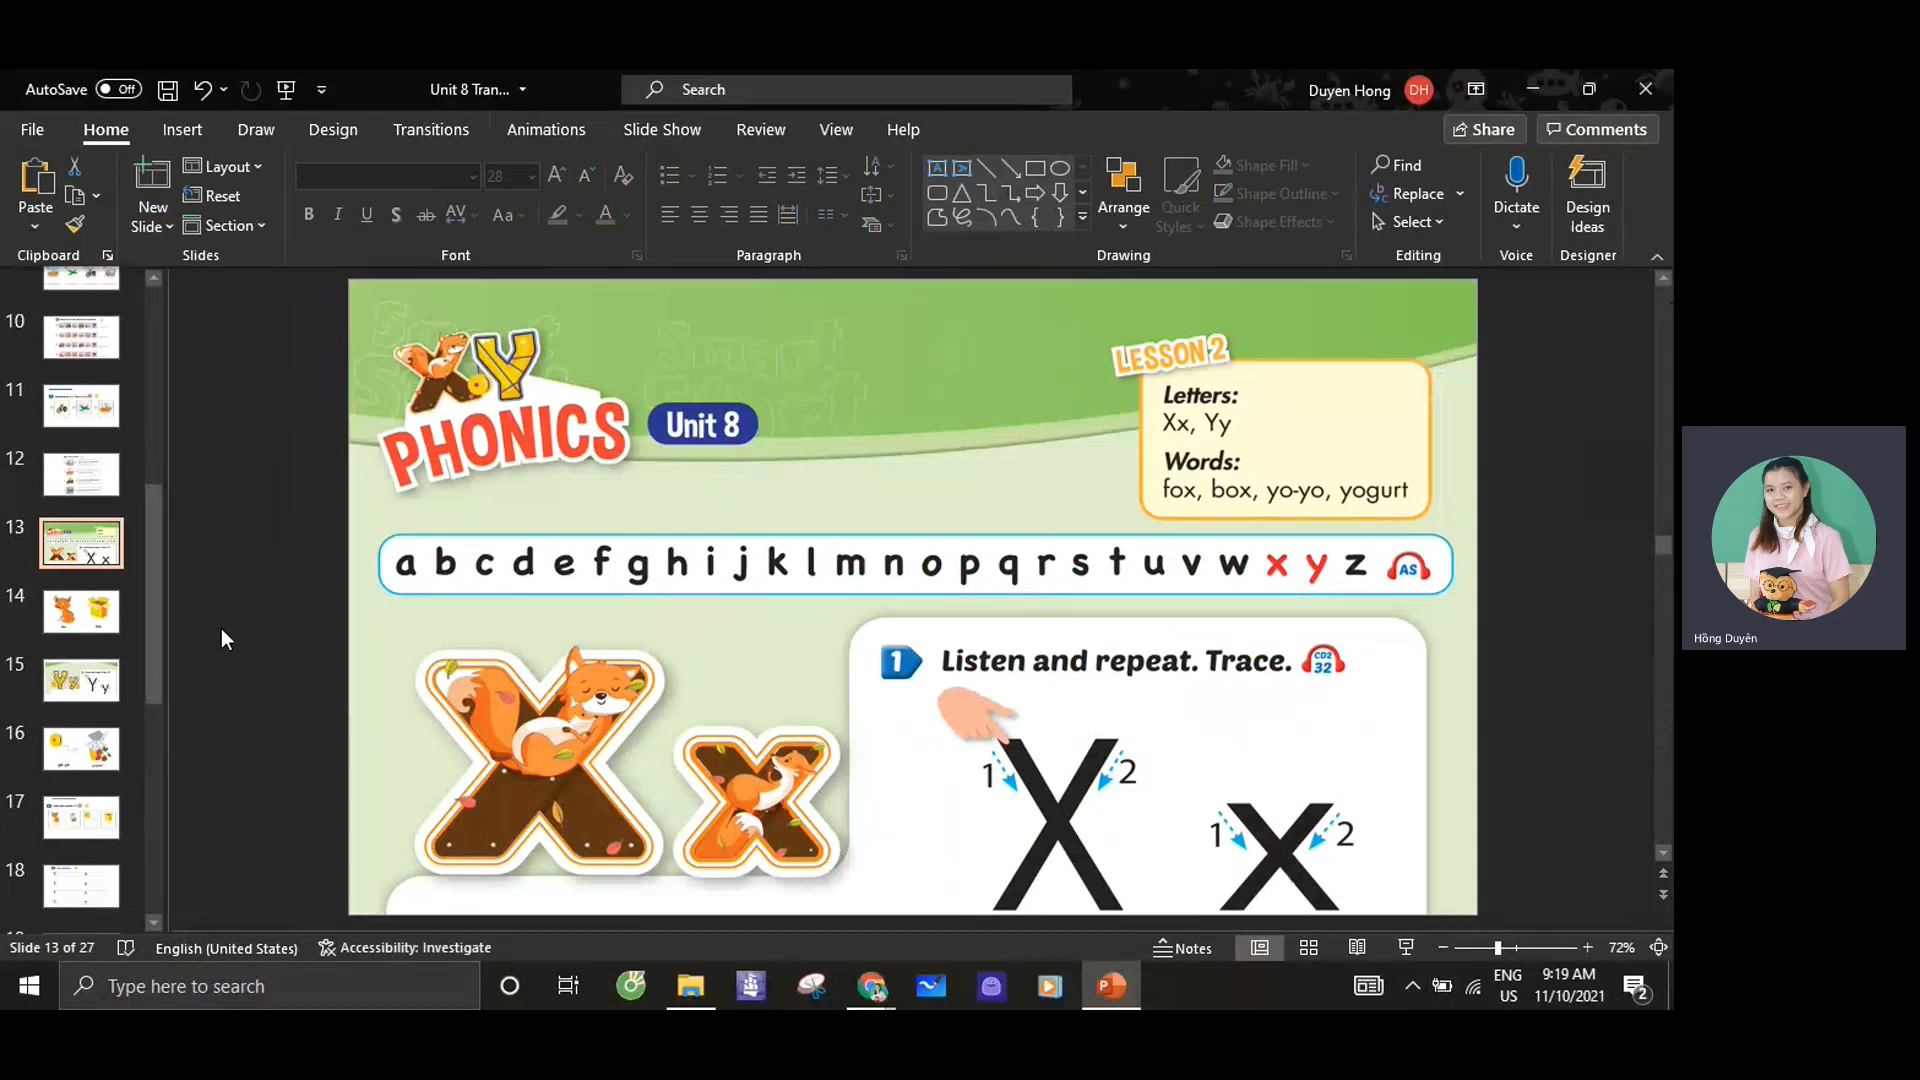 AutoSave Off Unit 8 Tran... Search Duyen Hong DH
File Home Insert Draw Design Transitions Animations Slide Show Review View Help Share Comments
Paste New Slide Layout Reset Section 28 B I U S ab AV Aa A Arrange Quick Styles Shape Fill Shape Outline Shape Effects Find Replace Select Dictate Design Ideas
Clipboard Slides Font Paragraph Drawing Editing Voice Designer
10
11
12
13
14
15
16
17
18
X Y
PHONICS
Unit 8
LESSON 2
Letters:
Xx, Yy
Words:
fox, box, yo-yo, yogurt
a b c d e f g h i j k l m n o p q r s t u v w x y z AS
X x
1 Listen and repeat. Trace. CD2 32
1 X 2
1 x 2
Hồng Duyên
Slide 13 of 27 English (United States) Accessibility: Investigate Notes 72%
Type here to search ENG US 9:19 AM 11/10/2021 2